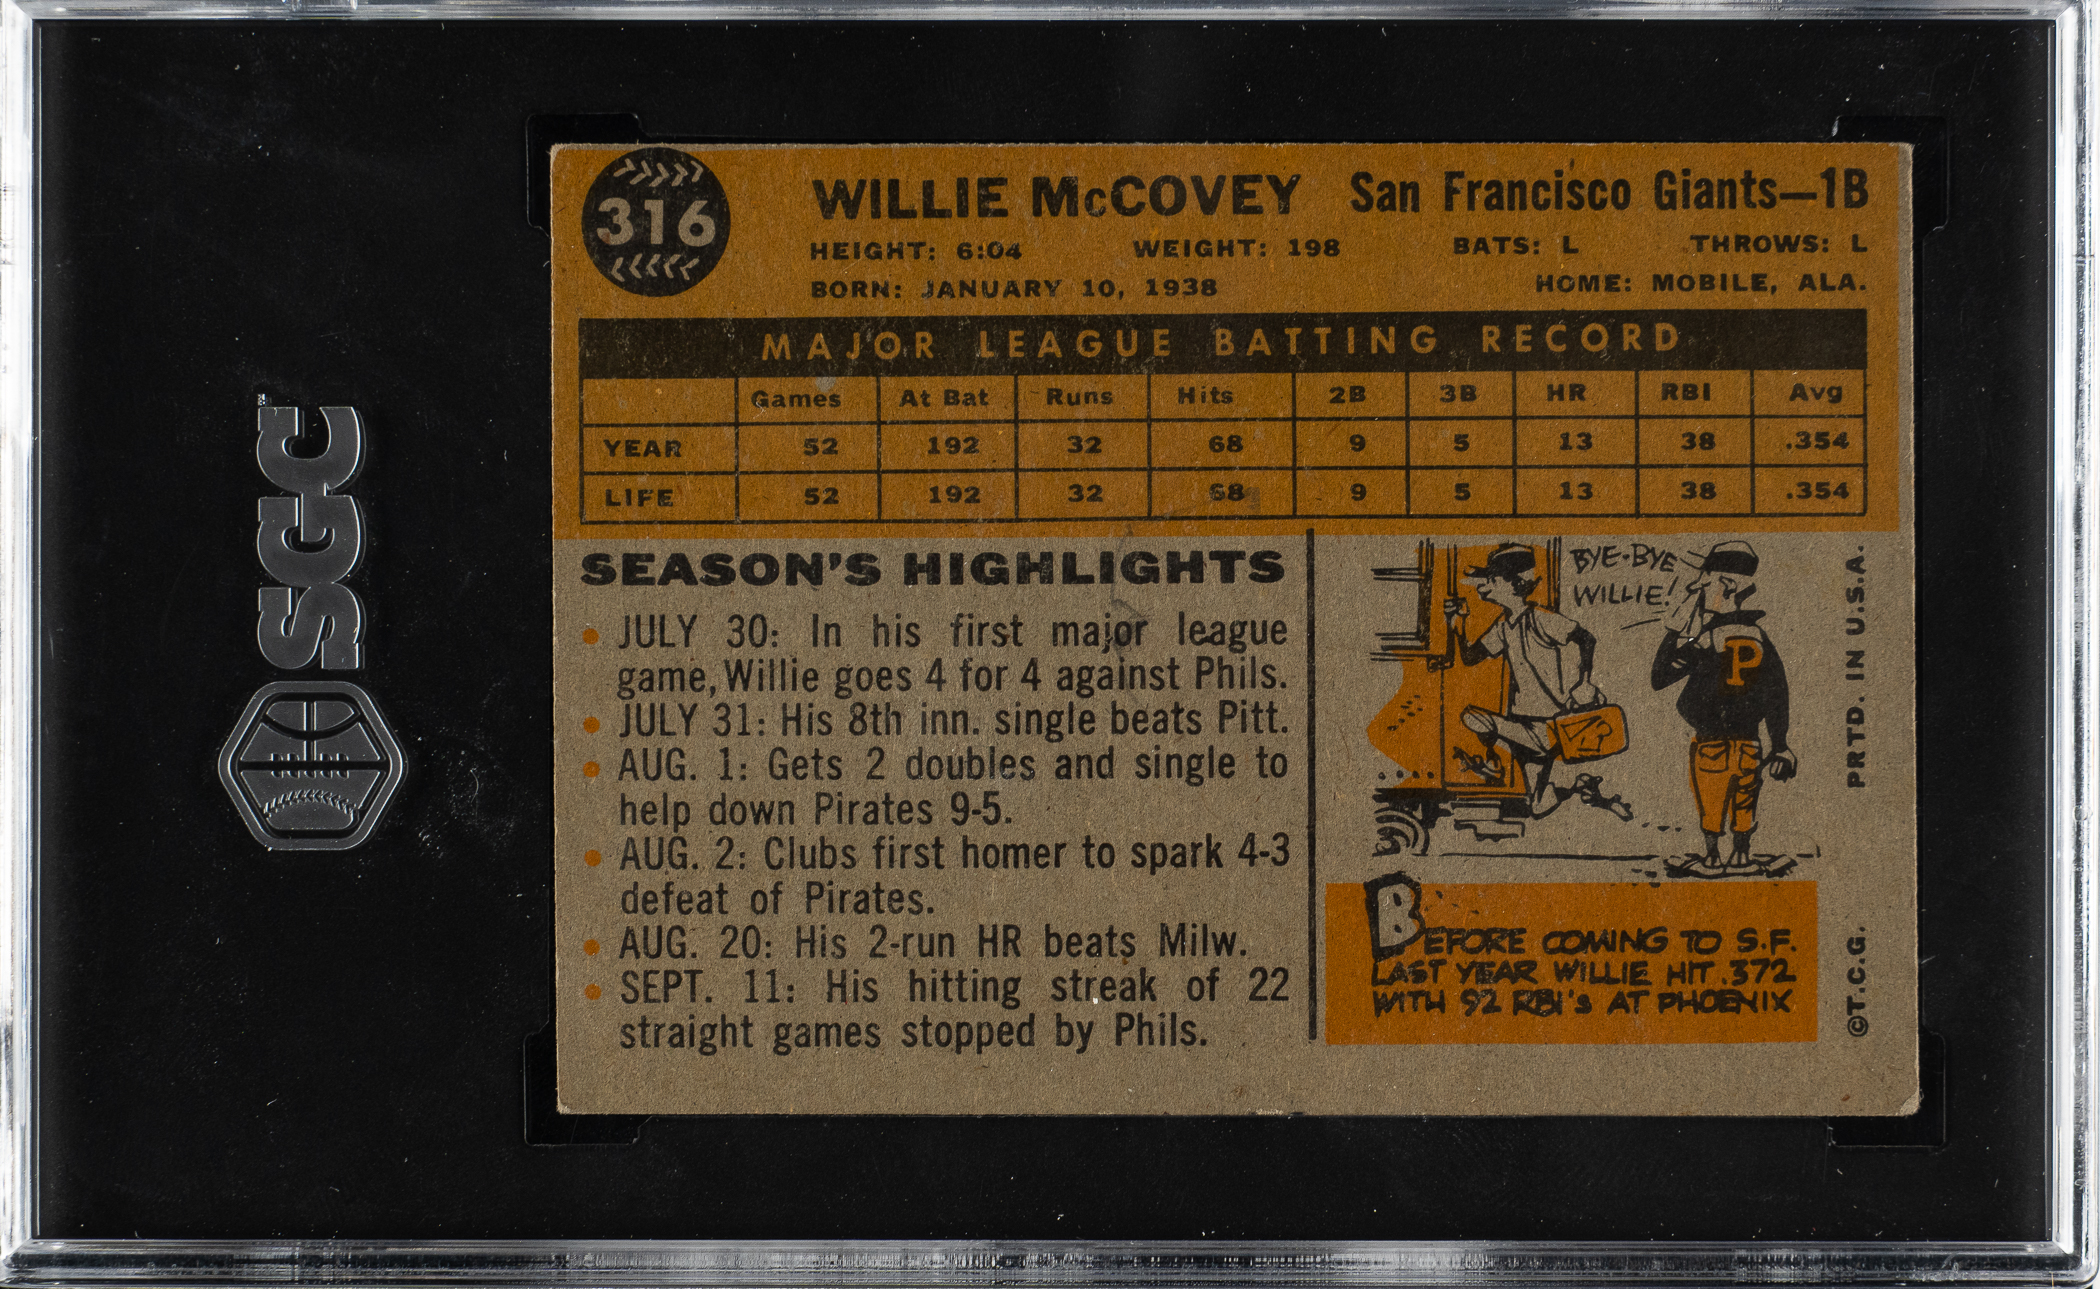 SGC
316
WILLIE McCOVEY San Francisco Giants—1B
HEIGHT: 6:04 WEIGHT: 198 BATS: L THROWS: L
BORN: JANUARY 10, 1938 HOME: MOBILE, ALA.
MAJOR LEAGUE BATTING RECORD
Games At Bat Runs Hits 2B 3B HR RBI Avg
YEAR 52 192 32 68 9 5 13 38 .354
LIFE 52 192 32 68 9 5 13 38 .354
SEASON'S HIGHLIGHTS
• JULY 30: In his first major league
game, Willie goes 4 for 4 against Phils.
• JULY 31: His 8th inn. single beats Pitt.
• AUG. 1: Gets 2 doubles and single to
help down Pirates 9-5.
• AUG. 2: Clubs first homer to spark 4-3
defeat of Pirates.
• AUG. 20: His 2-run HR beats Milw.
• SEPT. 11: His hitting streak of 22
straight games stopped by Phils.
BYE-BYE
WILLIE!
P
BEFORE COMING TO S.F.
LAST YEAR WILLIE HIT .372
WITH 92 RBI's AT PHOENIX
©T.C.G. PRTD. IN U.S.A.